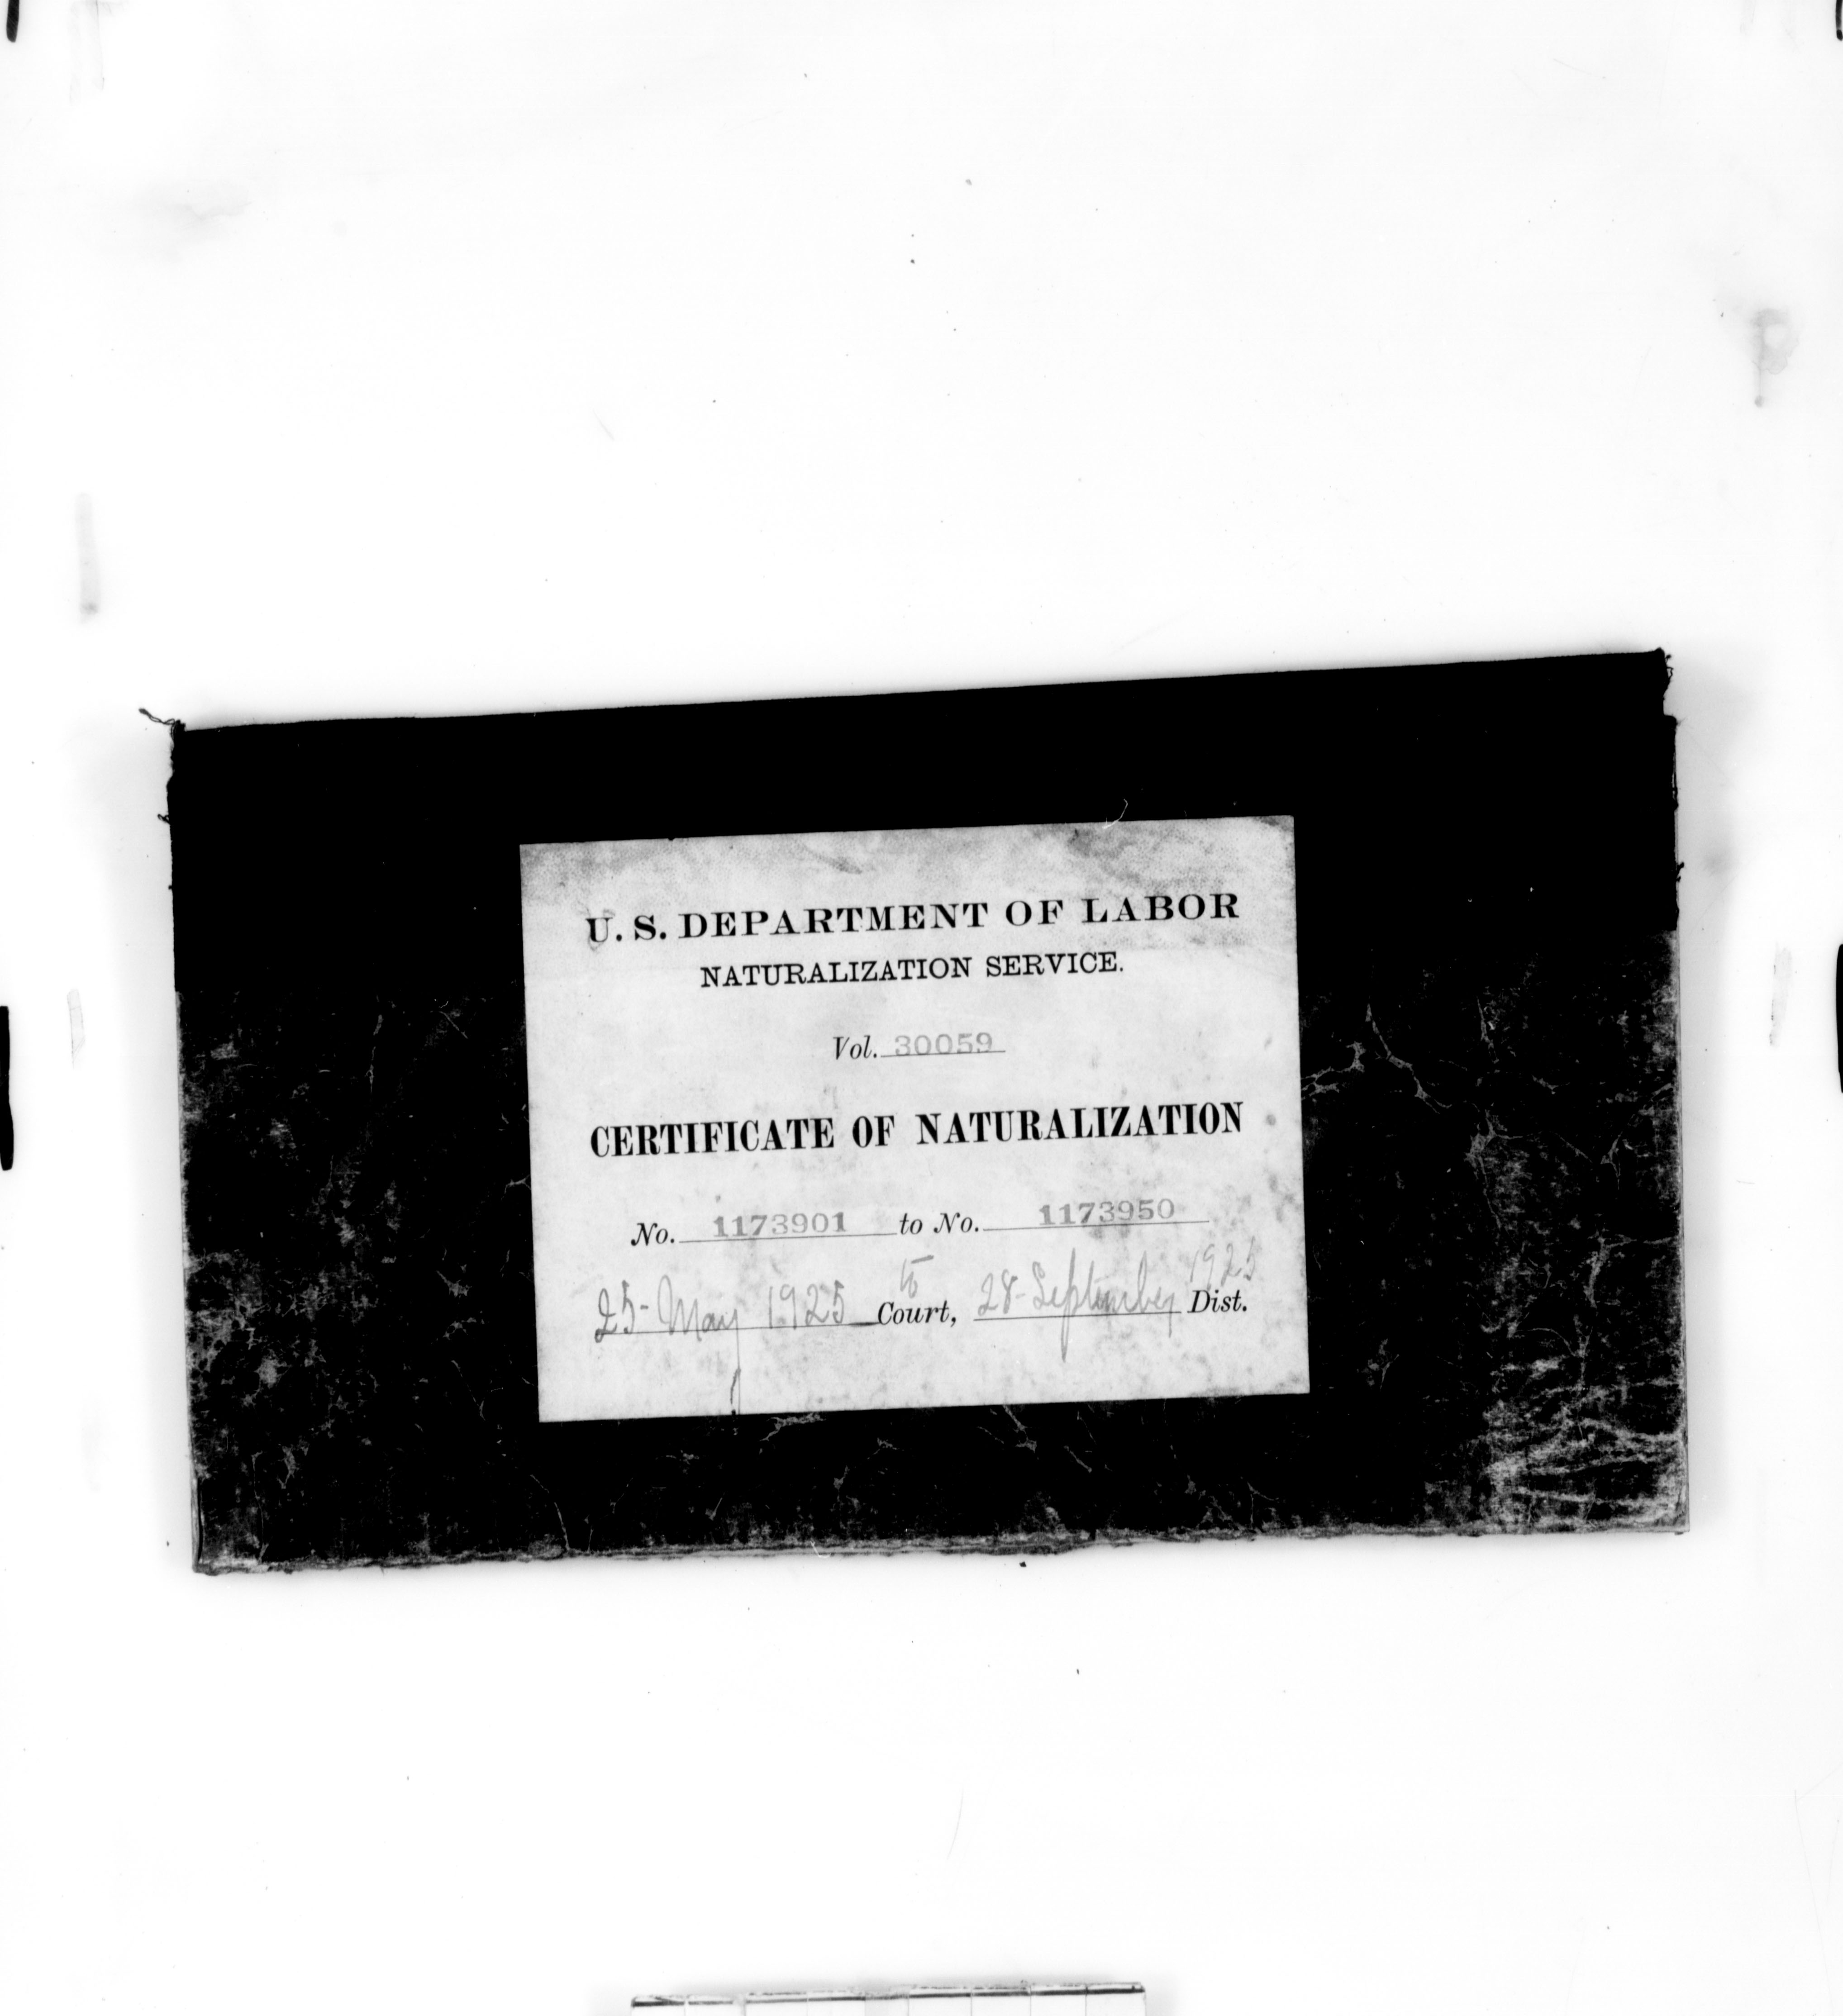 U. S. DEPARTMENT OF LABOR
NATURALIZATION SERVICE.
Vol. 30059
CERTIFICATE OF NATURALIZATION
No. 1173901 to No. 1173950
25- May 1925 to Court, 28- September 1925 Dist.